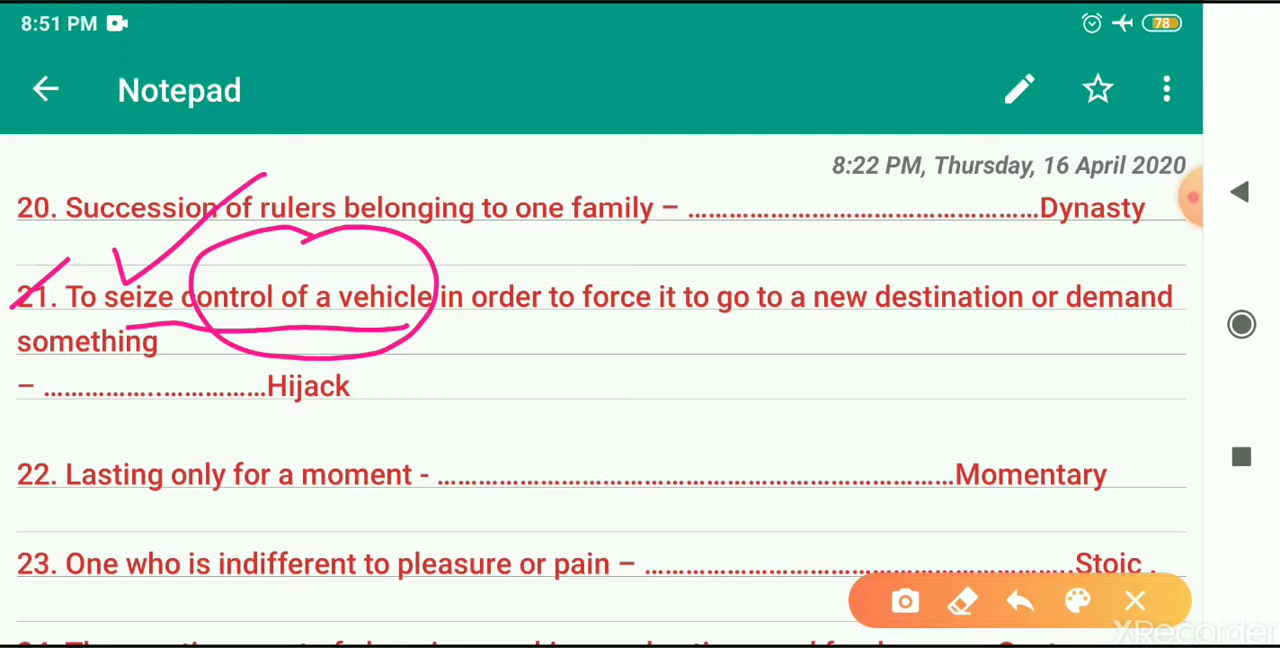 8:51 PM
78
Notepad
8:22 PM, Thursday, 16 April 2020
20. Succession of rulers belonging to one family – ………………………………………Dynasty
21. To seize control of a vehicle in order to force it to go to a new destination or demand
something
– ……………..……………Hijack
22. Lasting only for a moment - …………………………………………………………Momentary
23. One who is indifferent to pleasure or pain – ………………………………………………..Stoic .
XRecorder